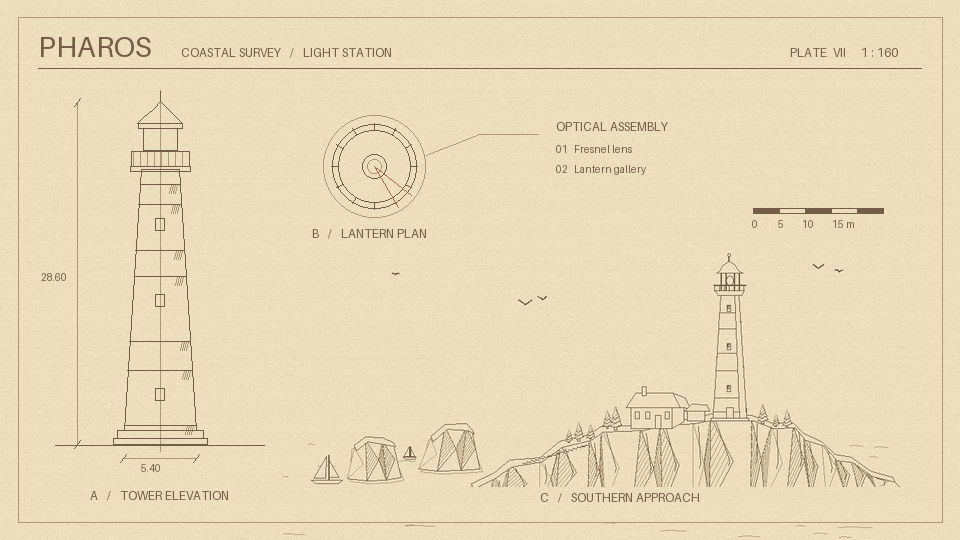 PHAROS COASTAL SURVEY / LIGHT STATION PLATE VII 1 : 160
OPTICAL ASSEMBLY
01 Fresnel lens
02 Lantern gallery
0 5 10 15 m
B / LANTERN PLAN
28.60
5.40
A / TOWER ELEVATION
C / SOUTHERN APPROACH